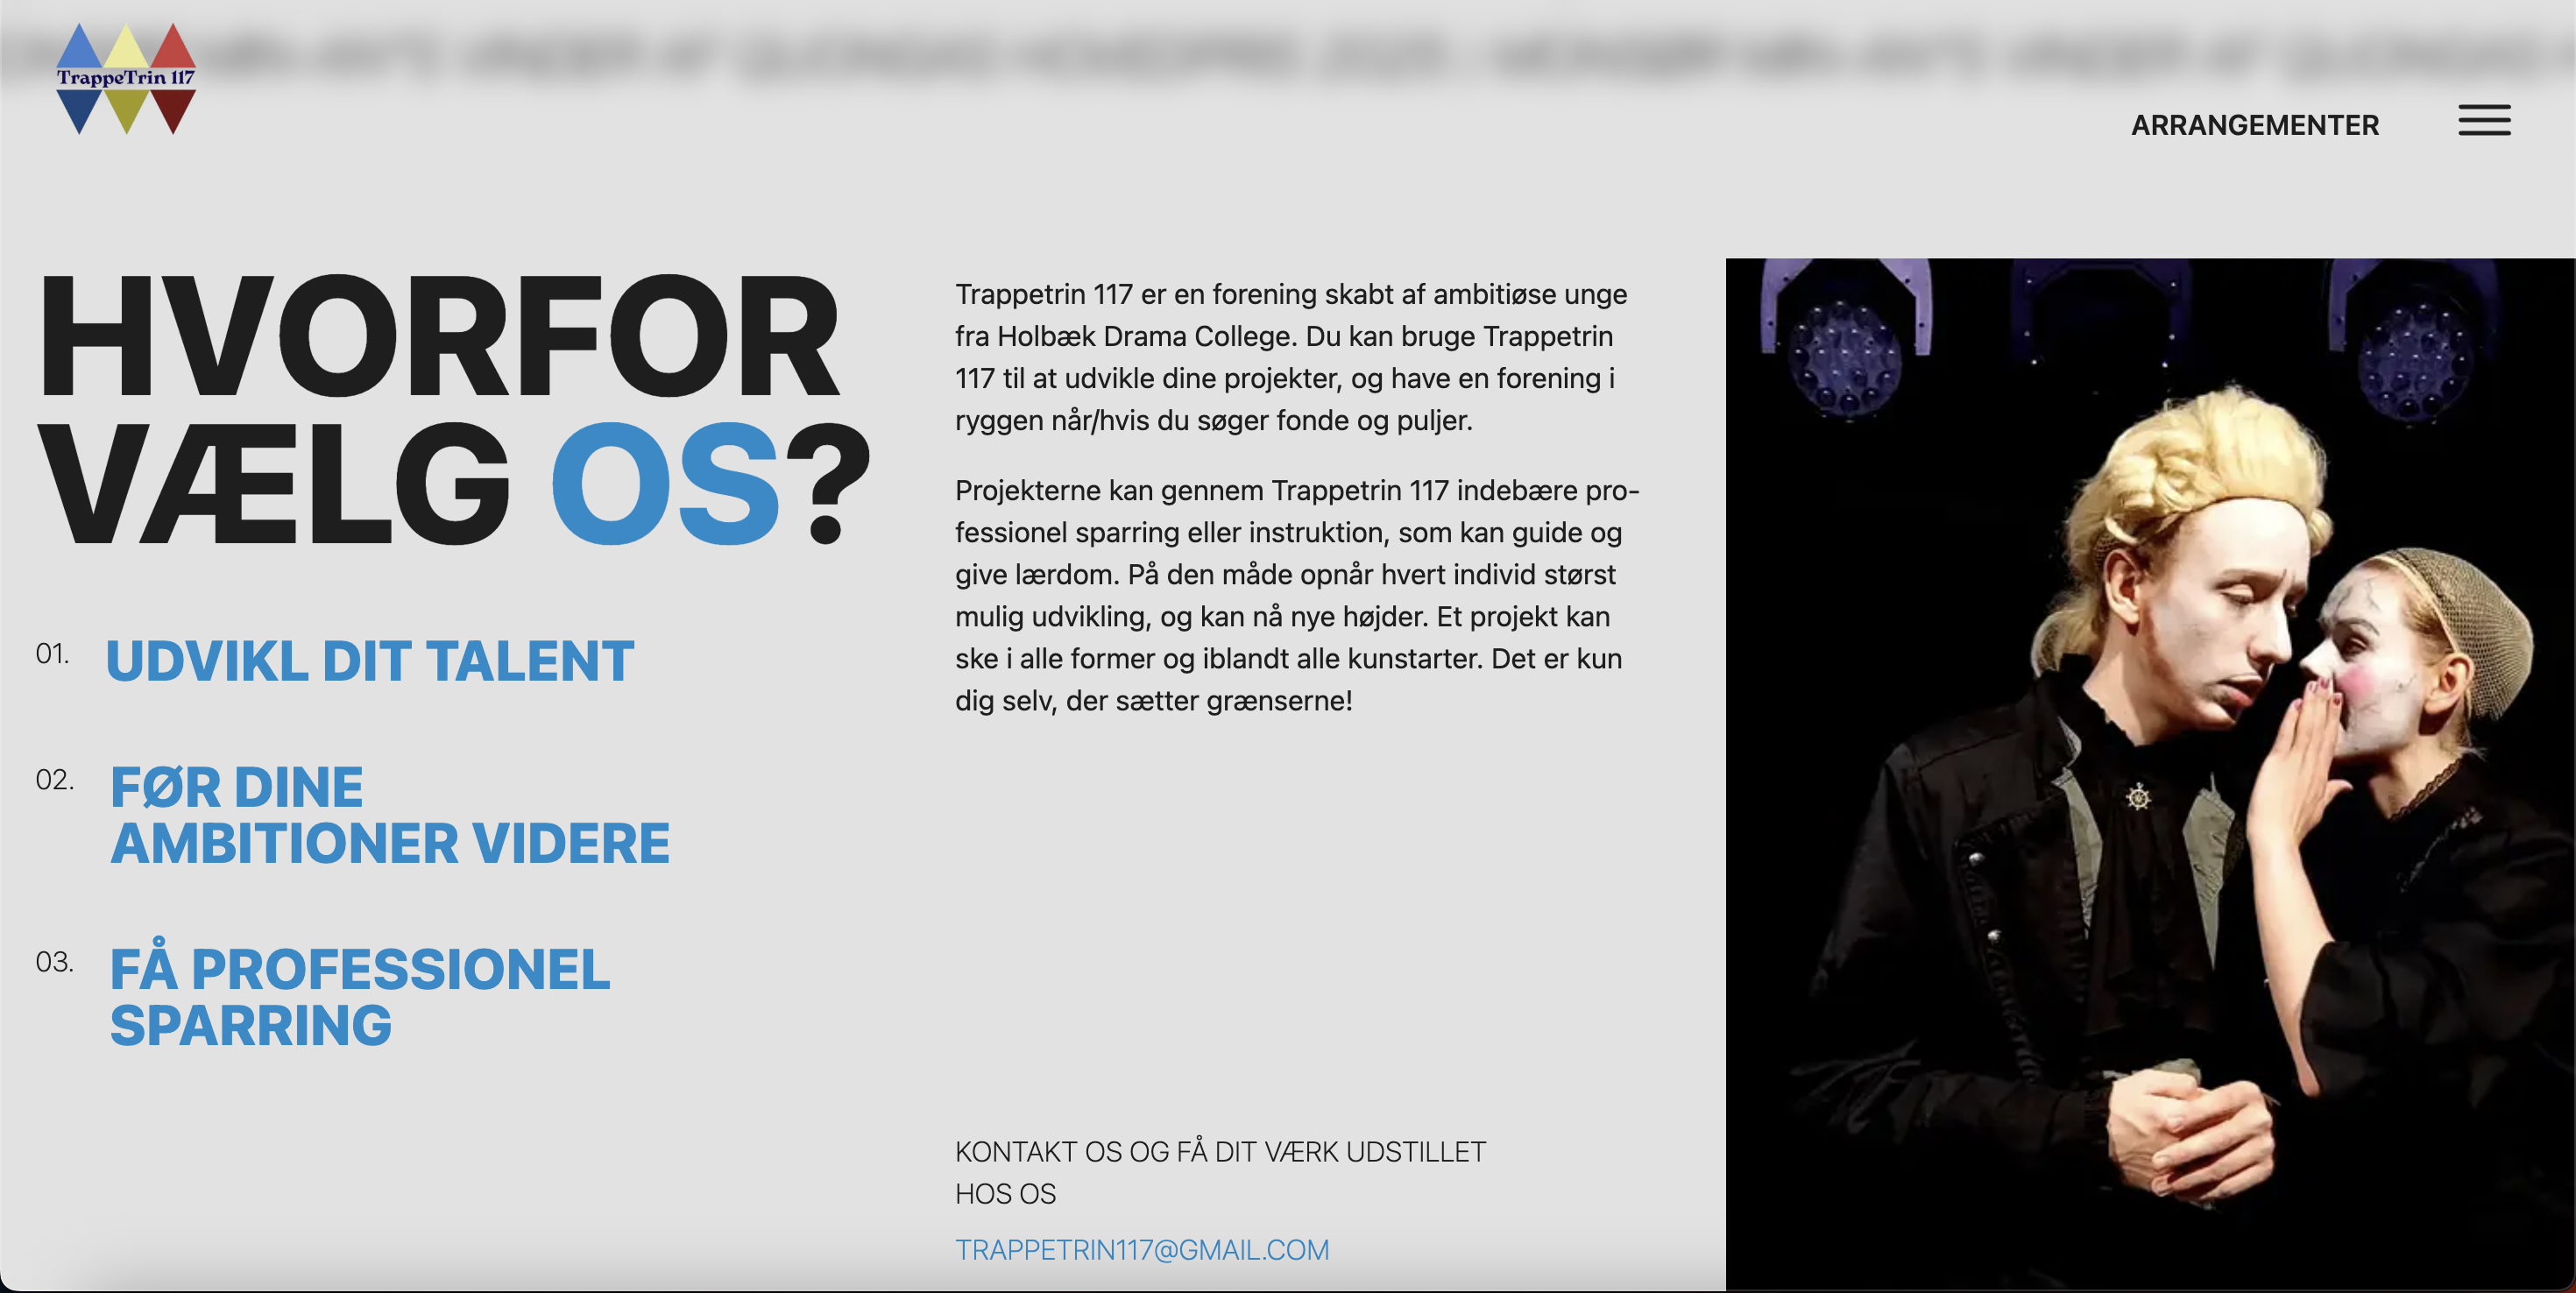 TrappeTrin 117
ARRANGEMENTER
HVORFOR
VÆLG OS?
01. UDVIKL DIT TALENT
02. FØR DINE
AMBITIONER VIDERE
03. FÅ PROFESSIONEL
SPARRING
Trappetrin 117 er en forening skabt af ambitiøse unge
fra Holbæk Drama College. Du kan bruge Trappetrin
117 til at udvikle dine projekter, og have en forening i
ryggen når/hvis du søger fonde og puljer.
Projekterne kan gennem Trappetrin 117 indebære pro-
fessionel sparring eller instruktion, som kan guide og
give lærdom. På den måde opnår hvert individ størst
mulig udvikling, og kan nå nye højder. Et projekt kan
ske i alle former og iblandt alle kunstarter. Det er kun
dig selv, der sætter grænserne!
KONTAKT OS OG FÅ DIT VÆRK UDSTILLET
HOS OS
TRAPPETRIN117@GMAIL.COM